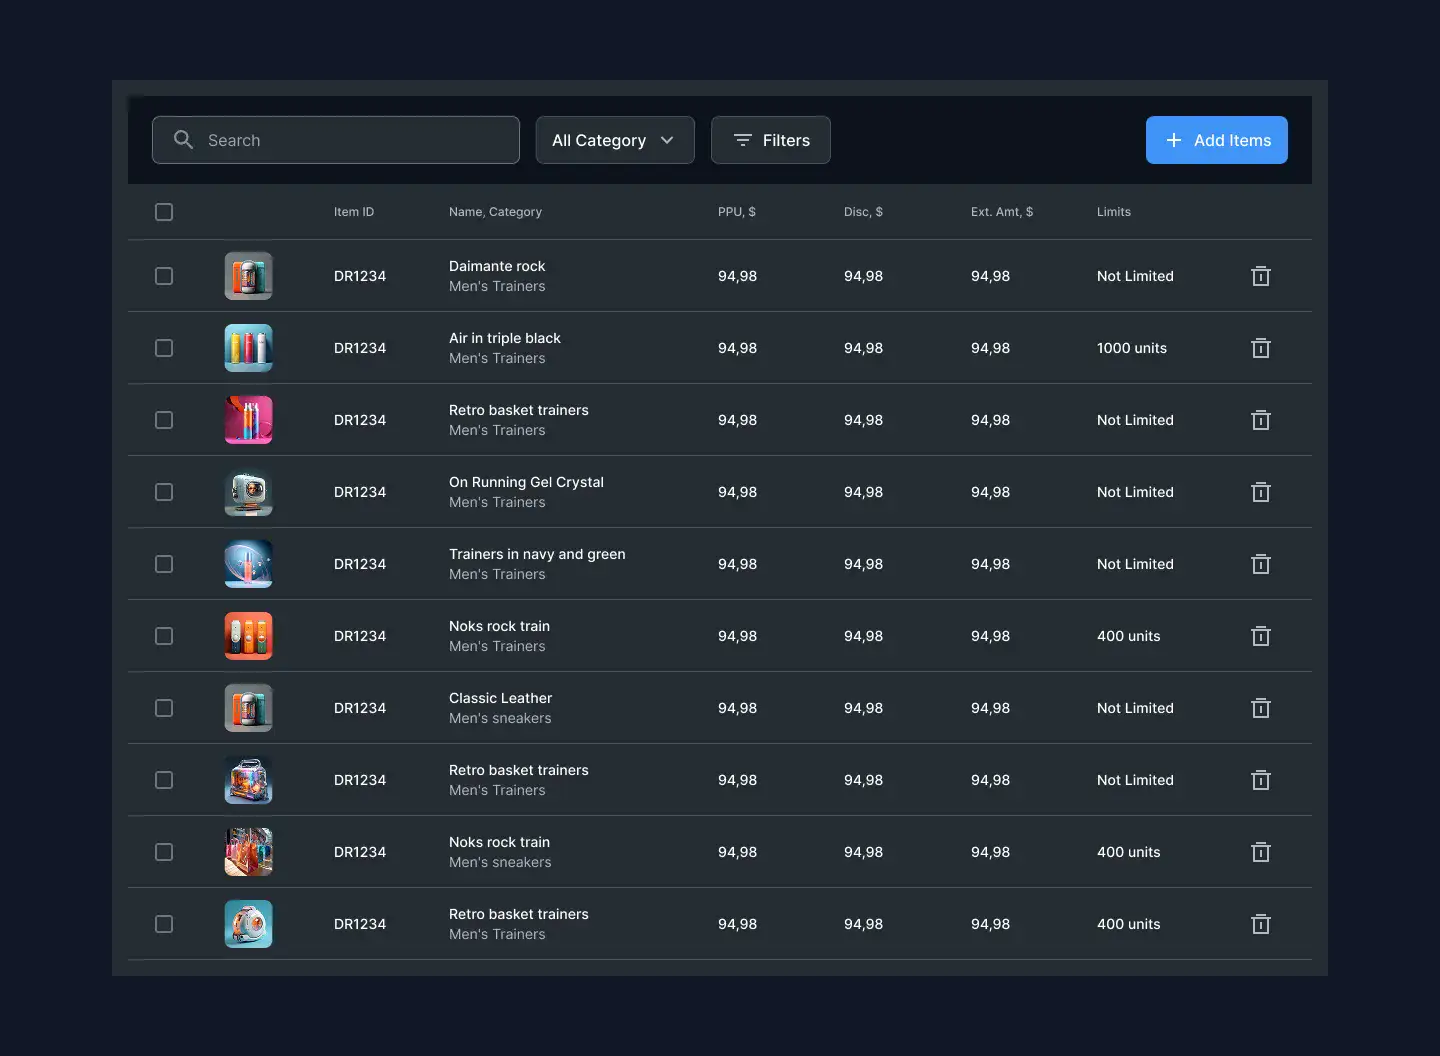 Search
All Category
Filters
Add Items
Item ID Name, Category PPU, $ Disc, $ Ext. Amt, $ Limits
Daimante rock
DR1234 94,98 94,98 94,98 Not Limited
Men's Trainers
Air in triple black
DR1234 94,98 94,98 94,98 1000 units
Men's Trainers
Retro basket trainers
DR1234 94,98 94,98 94,98 Not Limited
Men's Trainers
On Running Gel Crystal
DR1234 94,98 94,98 94,98 Not Limited
Men's Trainers
Trainers in navy and green
DR1234 94,98 94,98 94,98 Not Limited
Men's Trainers
Noks rock train
DR1234 94,98 94,98 94,98 400 units
Men's Trainers
Classic Leather
DR1234 94,98 94,98 94,98 Not Limited
Men's sneakers
Retro basket trainers
DR1234 94,98 94,98 94,98 Not Limited
Men's Trainers
Noks rock train
DR1234 94,98 94,98 94,98 400 units
Men's sneakers
Retro basket trainers
DR1234 94,98 94,98 94,98 400 units
Men's Trainers